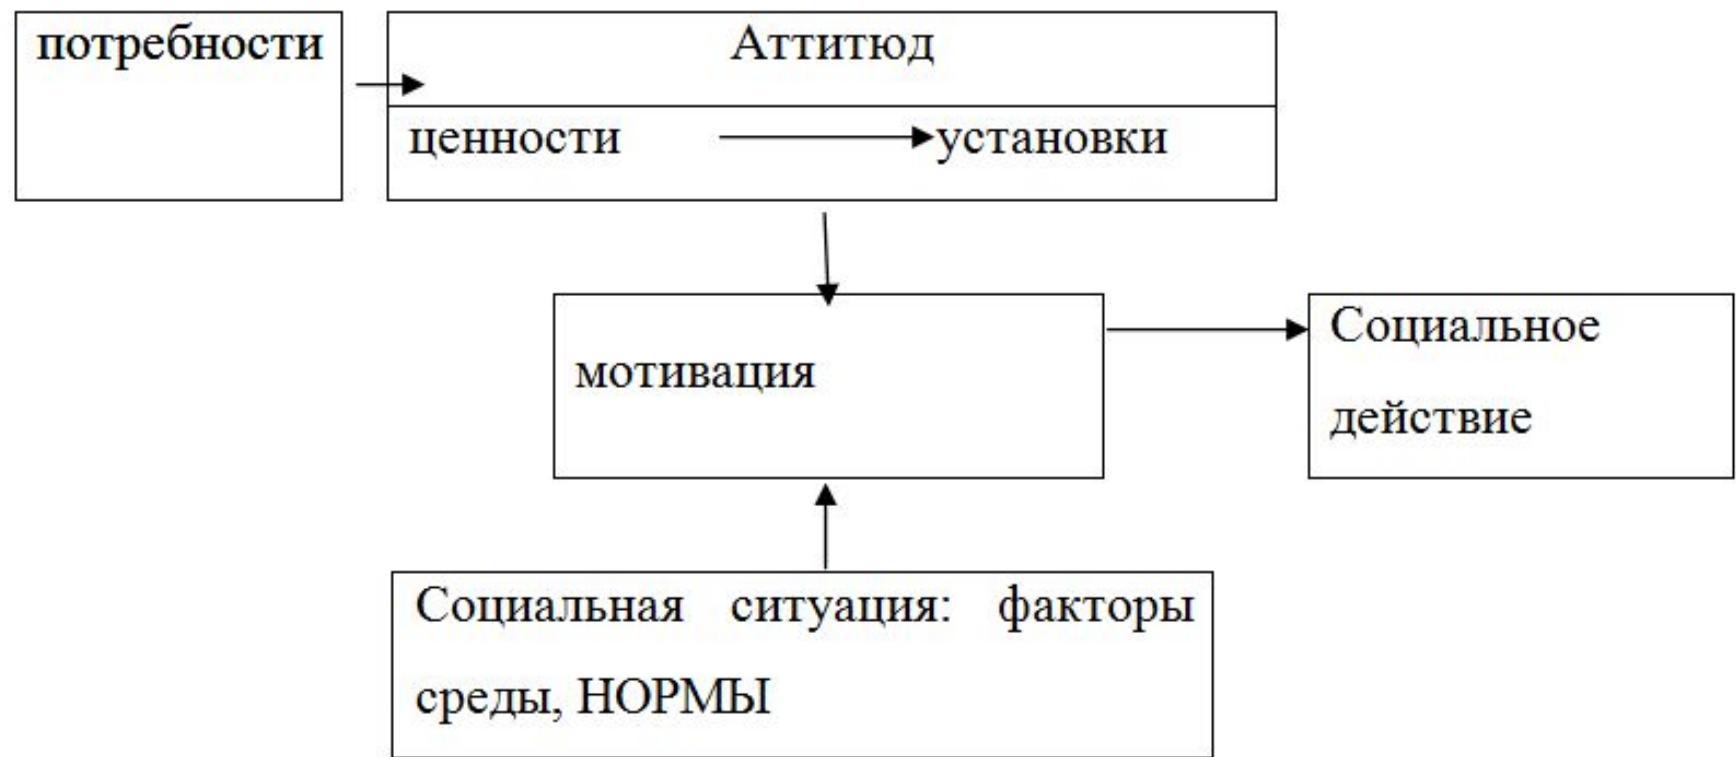 потребности
Аттитюд
ценности установки
мотивация
Социальное
действие
Социальная ситуация: факторы
среды, НОРМЫ